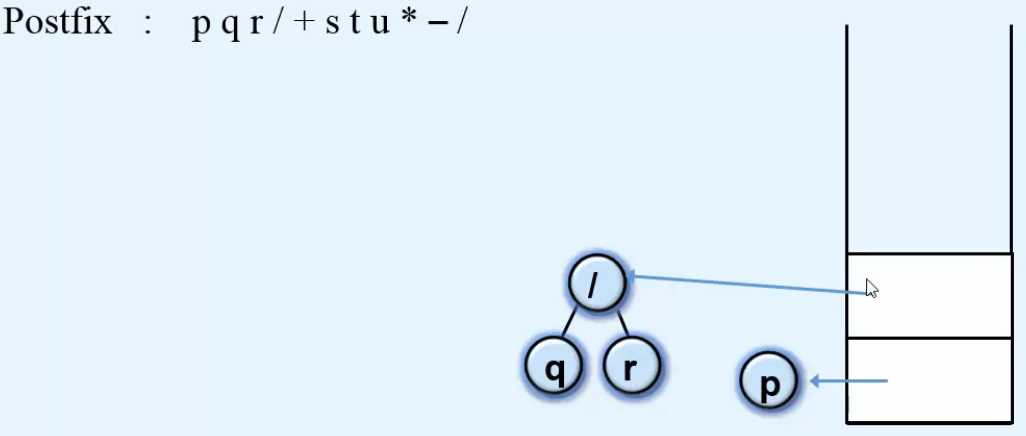 Postfix : p q r / + s t u * – /
/
q r
p